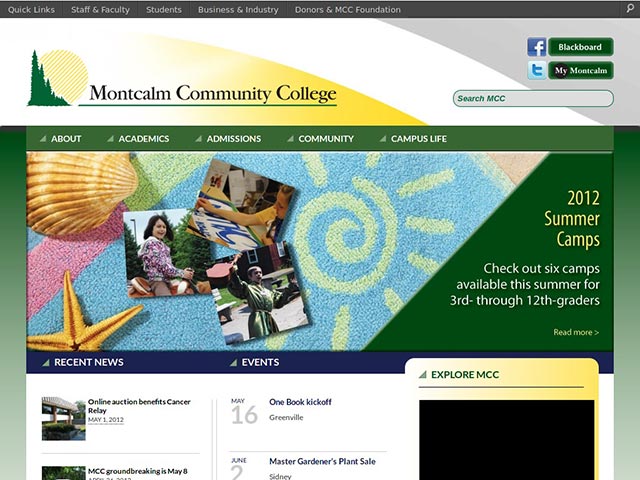 Quick Links Staff & Faculty Students Business & Industry Donors & MCC Foundation
Blackboard
Montcalm Community College
My Montcalm
Search MCC
ABOUT ACADEMICS ADMISSIONS COMMUNITY CAMPUS LIFE
2012
Summer
Camps
Check out six camps
available this summer for
3rd- through 12th-graders
Read more >
RECENT NEWS EVENTS EXPLORE MCC
Online auction benefits Cancer
Relay
MAY 1, 2012
MCC groundbreaking is May 8
APRIL 26, 2012
MAY
16
One Book kickoff
Greenville
JUNE
2
Master Gardener's Plant Sale
Sidney